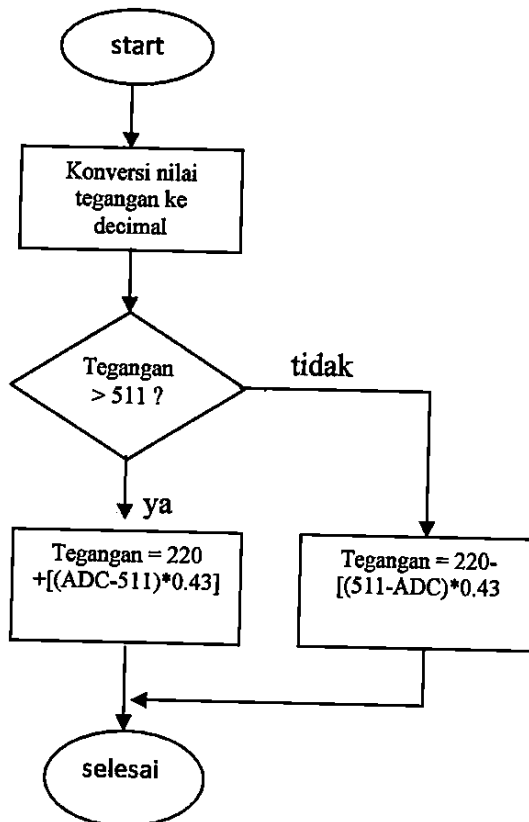 start
Konversi nilai
tegangan ke
decimal
Tegangan
> 511 ?
tidak
ya
Tegangan = 220
+[(ADC-511)*0.43]
Tegangan = 220-
[(511-ADC)*0.43
selesai